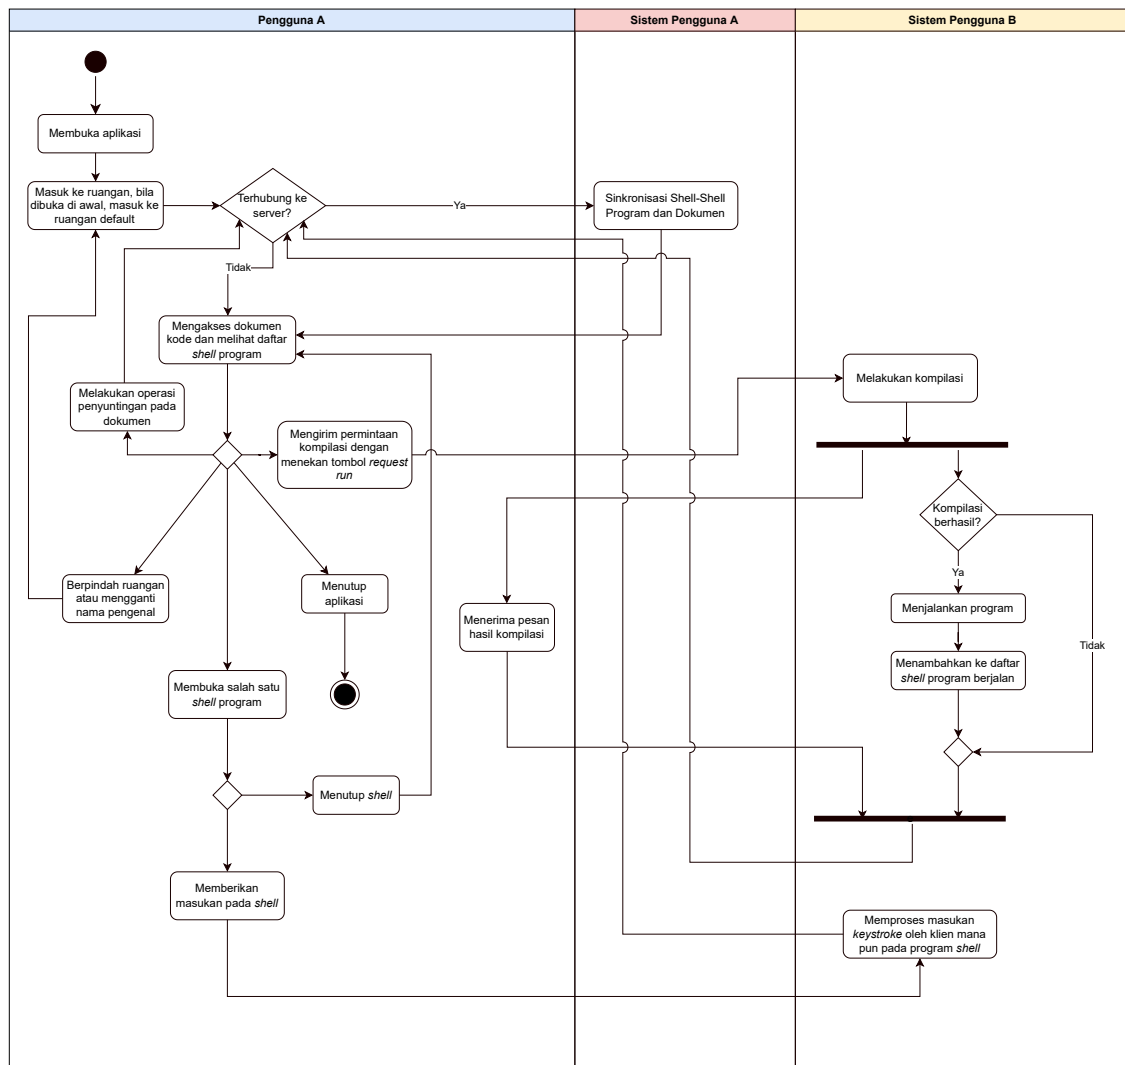 Pengguna A
Sistem Pengguna A
Sistem Pengguna B
Membuka aplikasi
Masuk ke ruangan, bila
dibuka di awal, masuk ke
ruangan default
Terhubung ke
server?
Ya
Sinkronisasi Shell-Shell
Program dan Dokumen
Tidak
Mengakses dokumen
kode dan melihat daftar
shell program
Melakukan operasi
penyuntingan pada
dokumen
Mengirim permintaan
kompilasi dengan
menekan tombol request
run
Melakukan kompilasi
Kompilasi
berhasil?
Ya
Tidak
Menjalankan program
Menambahkan ke daftar
shell program berjalan
Berpindah ruangan
atau mengganti
nama pengenal
Menutup
aplikasi
Menerima pesan
hasil kompilasi
Membuka salah satu
shell program
Menutup shell
Memberikan
masukan pada shell
Memproses masukan
keystroke oleh klien mana
pun pada program shell